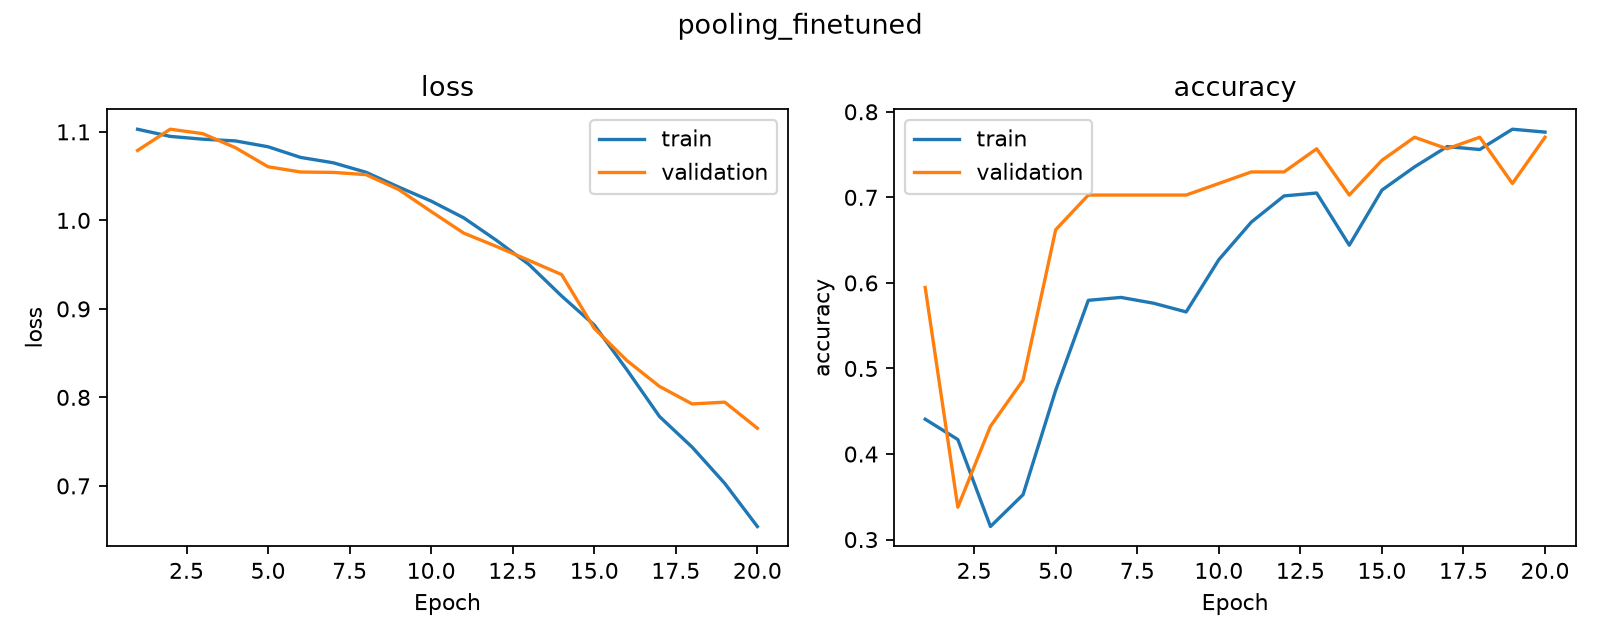 pooling_finetuned
loss
train
validation
1.1
1.0
0.9
0.8
0.7
loss
2.5 5.0 7.5 10.0 12.5 15.0 17.5 20.0
Epoch
accuracy
train
validation
0.8
0.7
0.6
0.5
0.4
0.3
accuracy
2.5 5.0 7.5 10.0 12.5 15.0 17.5 20.0
Epoch